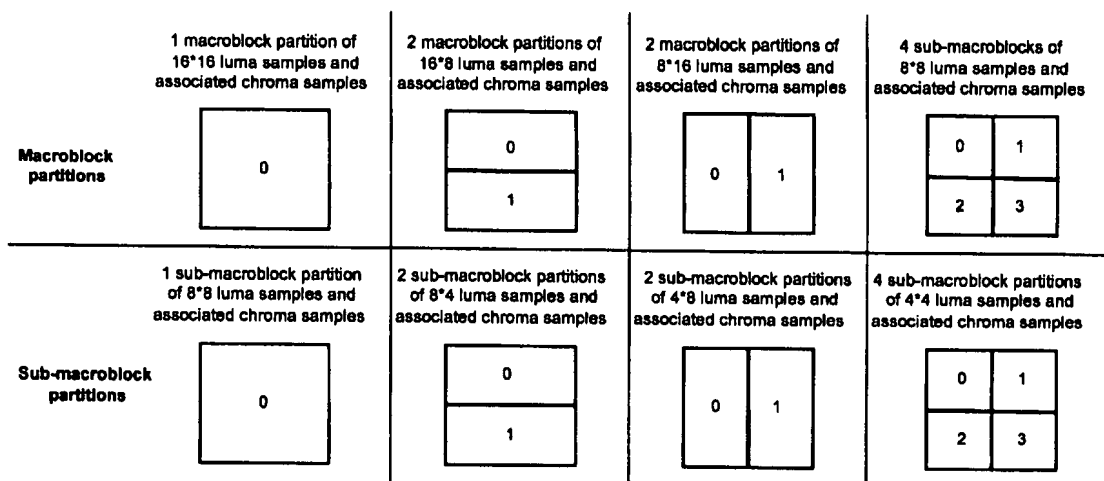 1 macroblock partition of
16*16 luma samples and
associated chroma samples
2 macroblock partitions of
16*8 luma samples and
associated chroma samples
2 macroblock partitions of
8*16 luma samples and
associated chroma samples
4 sub-macroblocks of
8*8 luma samples and
associated chroma samples
Macroblock
partitions
0
0
1
0 1
0 1
2 3
1 sub-macroblock partition
of 8*8 luma samples and
associated chroma samples
2 sub-macroblock partitions
of 8*4 luma samples and
associated chroma samples
2 sub-macroblock partitions
of 4*8 luma samples and
associated chroma samples
4 sub-macroblock partitions
of 4*4 luma samples and
associated chroma samples
Sub-macroblock
partitions
0
0
1
0 1
0 1
2 3